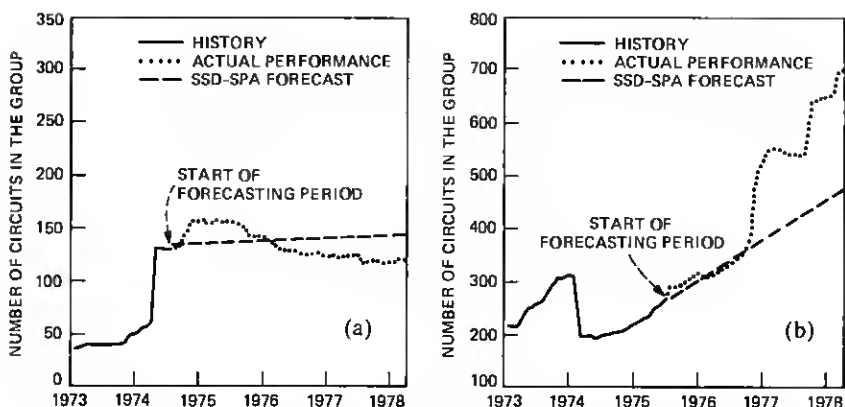 NUMBER OF CIRCUITS IN THE GROUP
350
300
250
200
150
100
50
0
HISTORY
ACTUAL PERFORMANCE
SSD-SPA FORECAST
START OF
FORECASTING PERIOD
(a)
1973 1974 1975 1976 1977 1978
NUMBER OF CIRCUITS IN THE GROUP
800
700
600
500
400
300
200
100
HISTORY
ACTUAL PERFORMANCE
SSD-SPA FORECAST
START OF
FORECASTING PERIOD
(b)
1973 1974 1975 1976 1977 1978